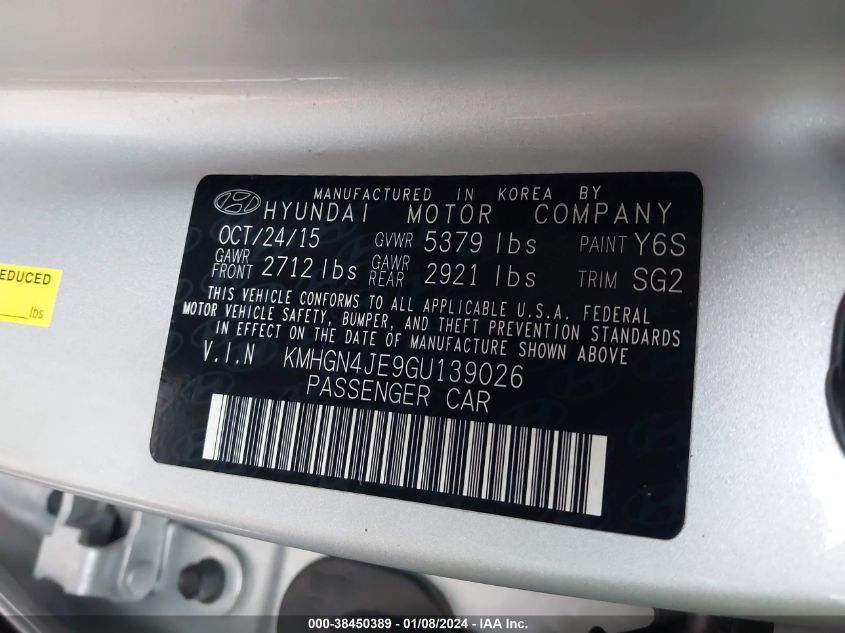 MANUFACTURED IN KOREA BY
HYUNDAI MOTOR COMPANY
OCT/24/15 GVWR 5379 lbs PAINT Y6S
GAWR FRONT 2712 lbs GAWR REAR 2921 lbs TRIM SG2
THIS VEHICLE CONFORMS TO ALL APPLICABLE U.S.A. FEDERAL
MOTOR VEHICLE SAFETY, BUMPER, AND THEFT PREVENTION STANDARDS
IN EFFECT ON THE DATE OF MANUFACTURE SHOWN ABOVE
V.I.N KMHGN4JE9GU139026
PASSENGER CAR
EDUCED
lbs
000-38450389 - 01/08/2024 - IAA Inc.